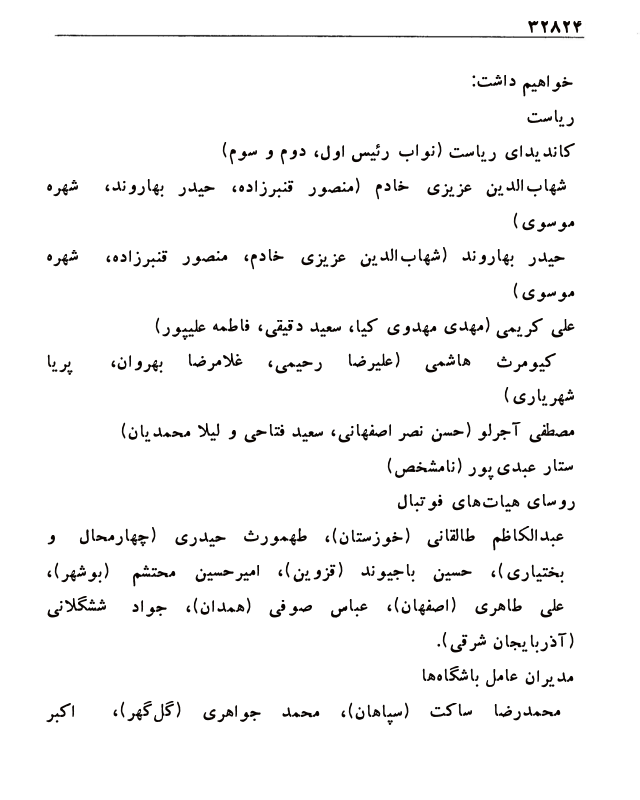 ۳۲۸۲۴
خواهیم داشت:
ریاست
کاندیدای ریاست (نواب رئیس اول، دوم و سوم)
شهاب‌الدین عزیزی خادم (منصور قنبرزاده، حیدر بهاروند، شهره
موسوی)
حیدر بهاروند (شهاب‌الدین عزیزی خادم، منصور قنبرزاده، شهره
موسوی)
علی کریمی (مهدی مهدوی کیا، سعید دقیقی، فاطمه علیپور)
کیومرث هاشمی (علیرضا رحیمی، غلامرضا بهروان، پریا
شهریاری)
مصطفی آجرلو (حسن نصر اصفهانی، سعید فتاحی و لیلا محمدیان)
ستار عبدی‌پور (نامشخص)
روسای هیات‌های فوتبال
عبدالکاظم طالقانی (خوزستان)، طهمورث حیدری (چهارمحال و
بختیاری)، حسین باجیوند (قزوین)، امیرحسین محتشم (بوشهر)،
علی طاهری (اصفهان)، عباس صوفی (همدان)، جواد ششگلانی
(آذربایجان شرقی).
مدیران عامل باشگاه‌ها
محمدرضا ساکت (سپاهان)، محمد جواهری (گل‌گهر)، اکبر